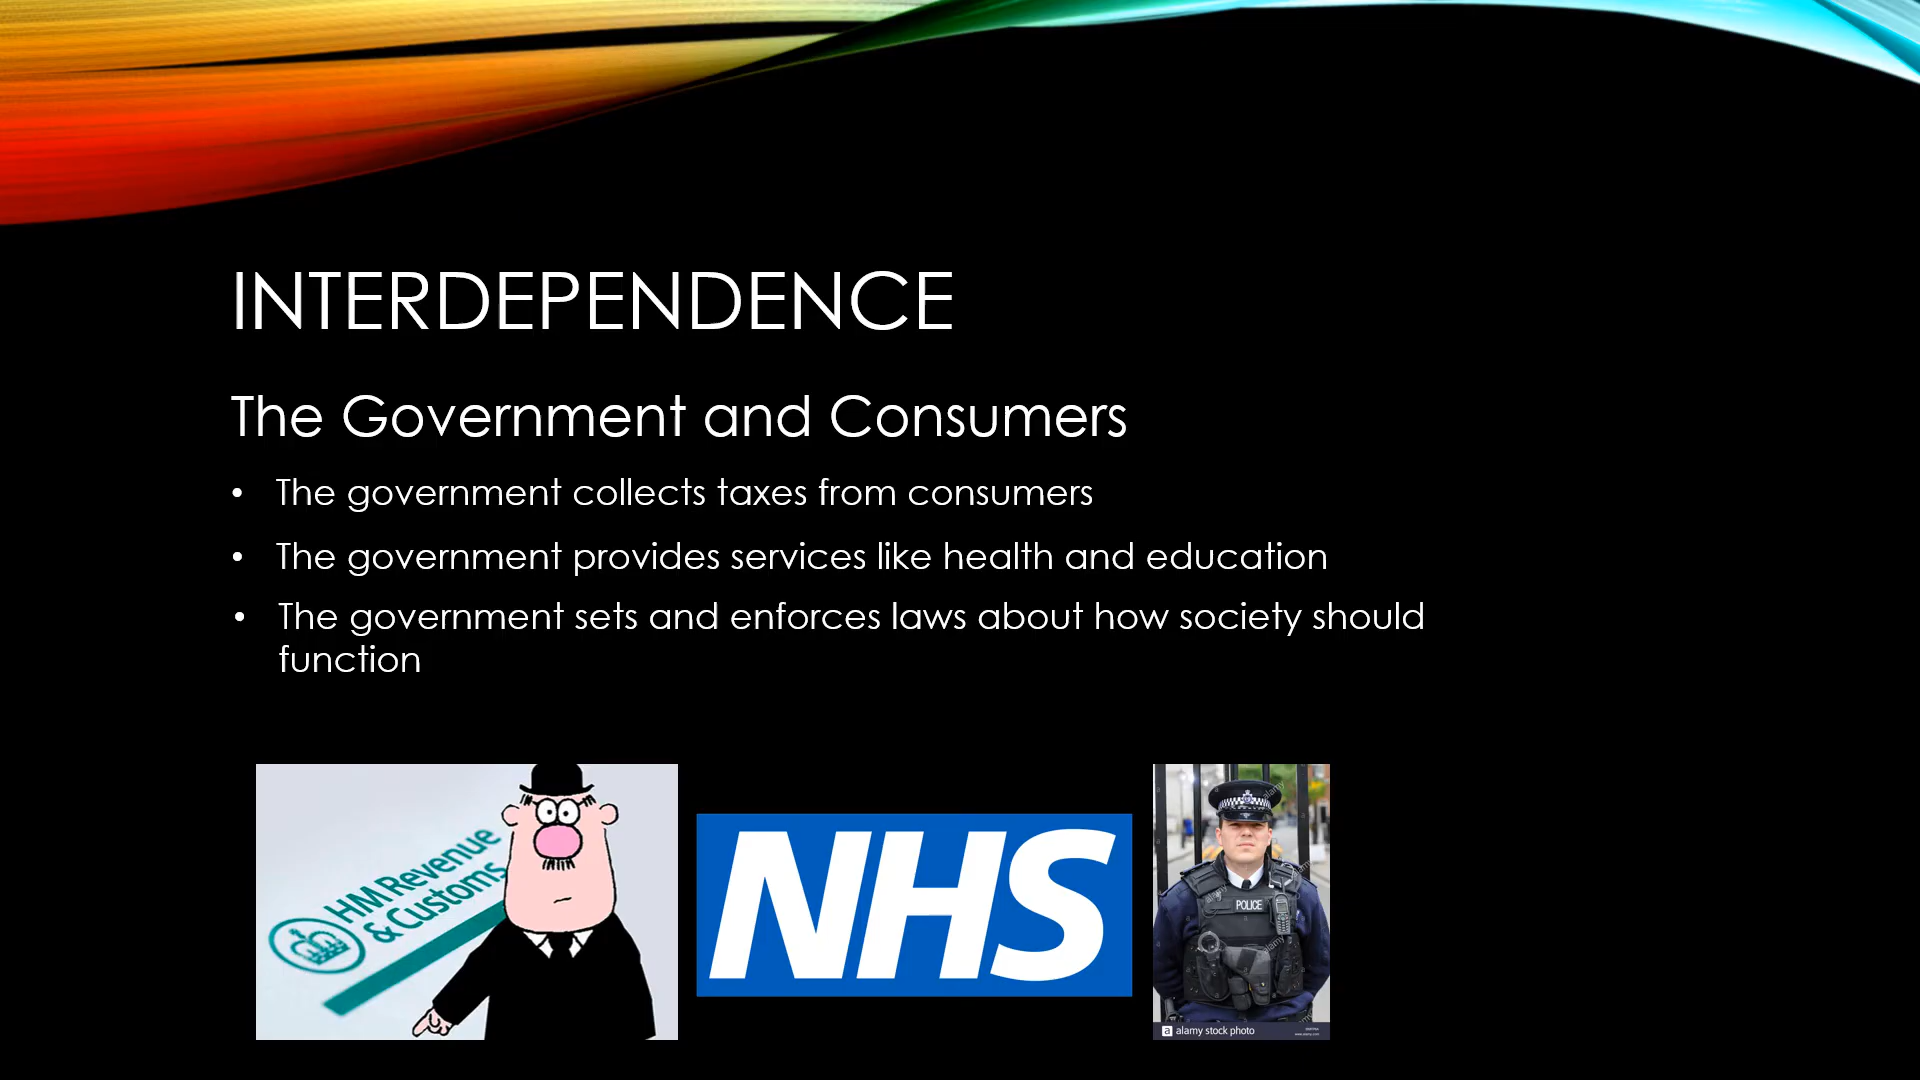 INTERDEPENDENCE
The Government and Consumers
• The government collects taxes from consumers
• The government provides services like health and education
• The government sets and enforces laws about how society should
function
HM Revenue
& Customs
NHS
POLICE
alamy
a alamy stock photo